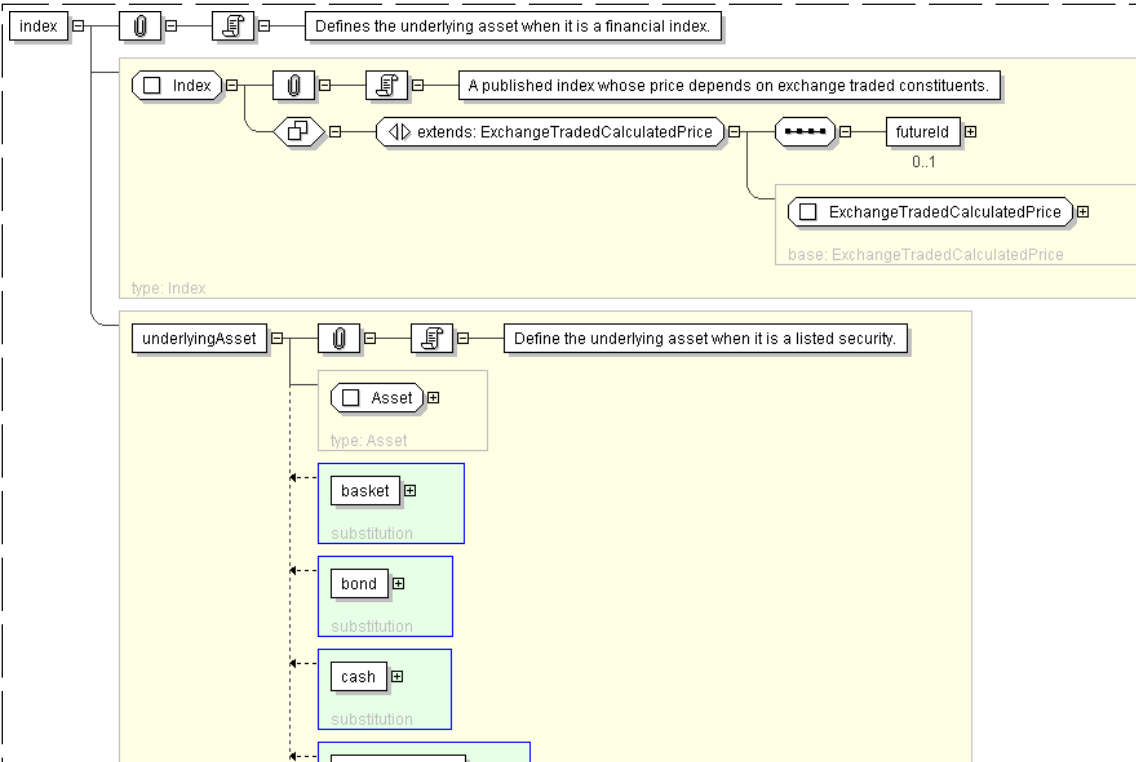 index
Defines the underlying asset when it is a financial index.
Index
A published index whose price depends on exchange traded constituents.
extends: ExchangeTradedCalculatedPrice
futureId
0..1
ExchangeTradedCalculatedPrice
base: ExchangeTradedCalculatedPrice
type: Index
underlyingAsset
Define the underlying asset when it is a listed security.
Asset
type: Asset
basket
substitution
bond
substitution
cash
substitution